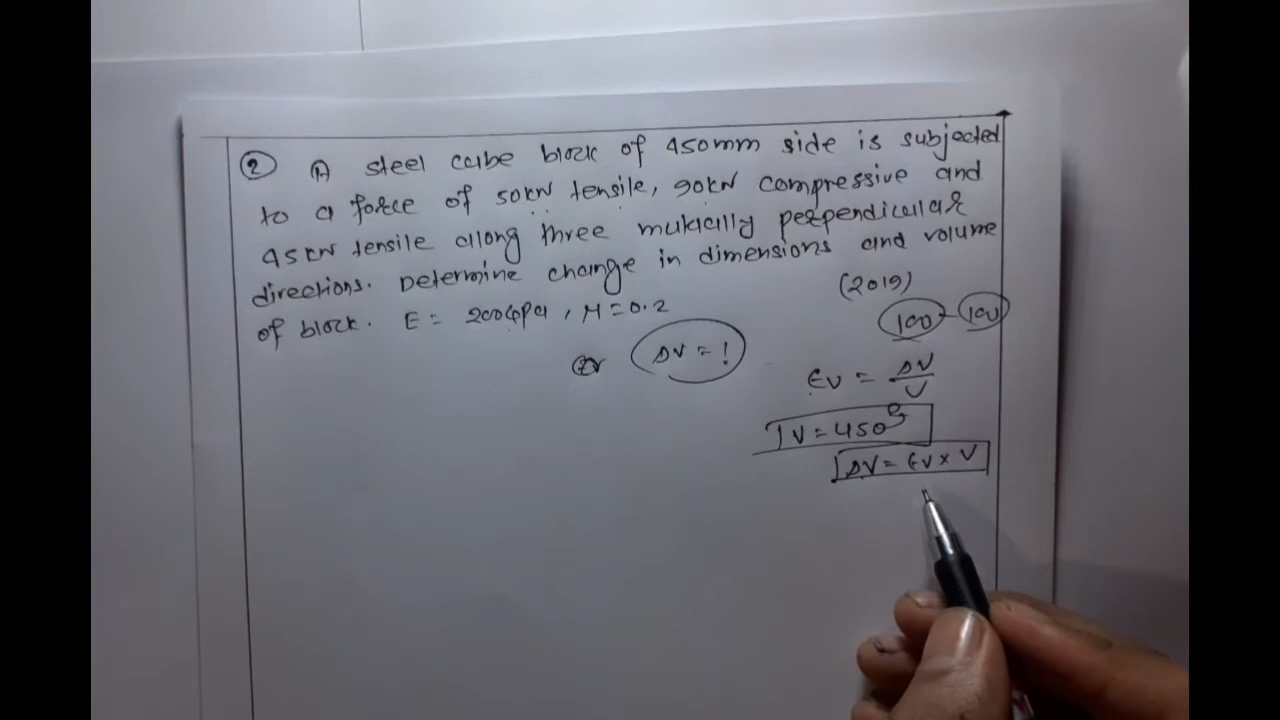 ② A steel cube block of 450mm side is subjected
to a force of 50KN tensile, 90KN compressive and
45KN tensile along three mutually perpendicular
directions. Determine change in dimensions and volume
of block. E = 200Gpa, μ = 0.2
(2019)
100 - 100
ΔV = !
εv = ΔV/V
V = 450³
ΔV = εv × V